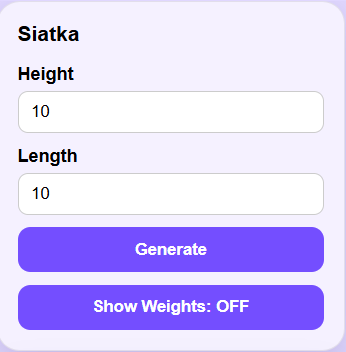 Siatka
Height
10
Length
10
Generate
Show Weights: OFF